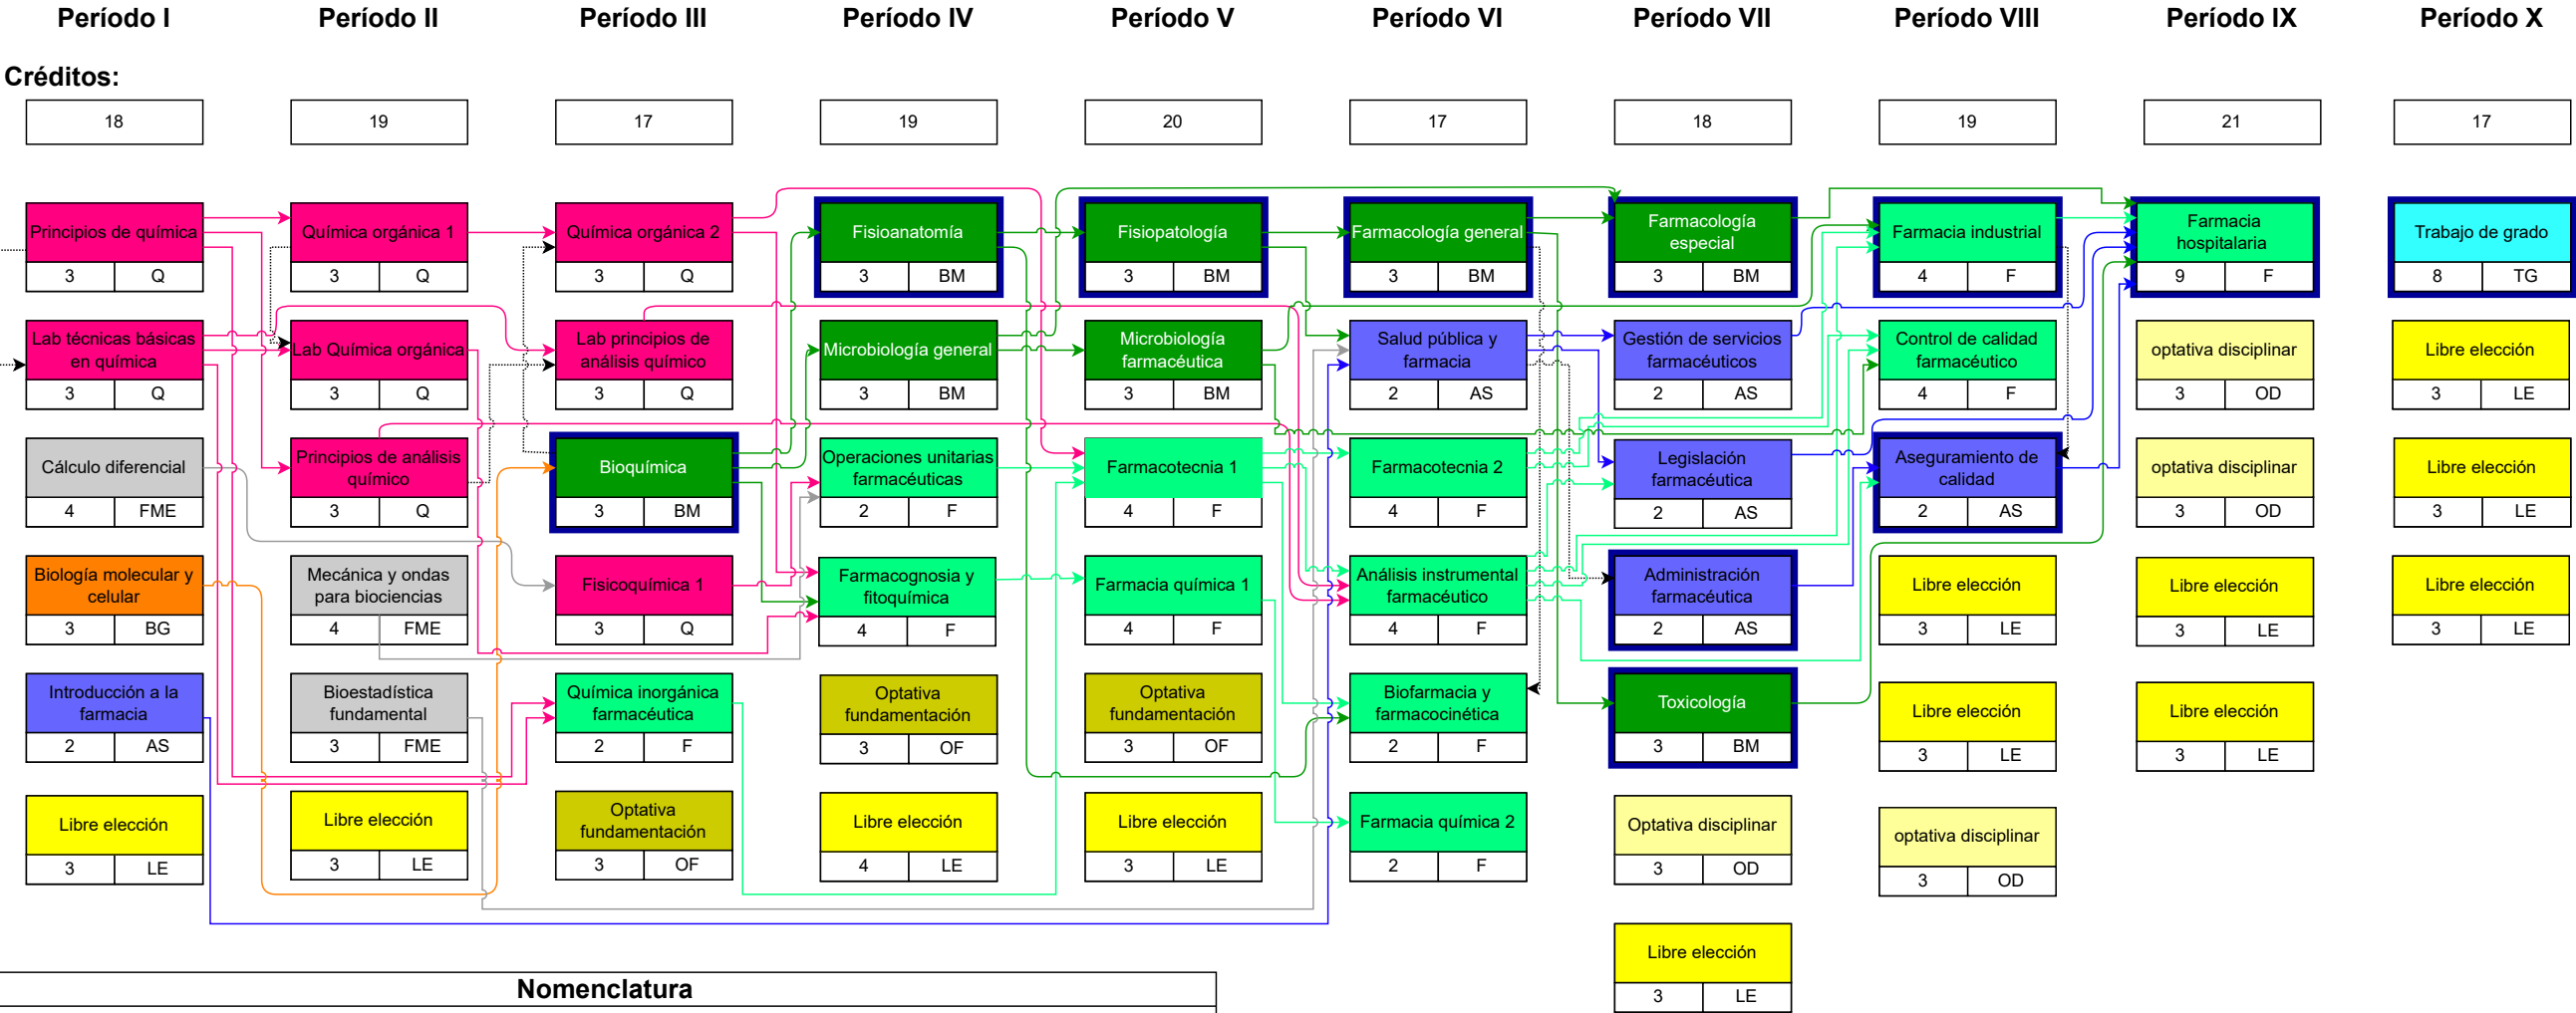 Período I
Período II
Período III
Período IV
Período V
Período VI
Período VII
Período VIII
Período IX
Período X
Créditos:
18
19
17
19
20
17
18
19
21
17
Principios de química
3 Q
Química orgánica 1
3 Q
Química orgánica 2
3 Q
Fisioanatomía
3 BM
Fisiopatología
3 BM
Farmacología general
3 BM
Farmacología
especial
3 BM
Farmacia industrial
4 F
Farmacia
hospitalaria
9 F
Trabajo de grado
8 TG
Lab técnicas básicas
en química
3 Q
Lab Química orgánica
3 Q
Lab principios de
análisis químico
3 Q
Microbiología general
3 BM
Microbiología
farmacéutica
3 BM
Salud pública y
farmacia
2 AS
Gestión de servicios
farmacéuticos
2 AS
Control de calidad
farmacéutico
4 F
optativa disciplinar
3 OD
Libre elección
3 LE
Cálculo diferencial
4 FME
Principios de análisis
químico
3 Q
Bioquímica
3 BM
Operaciones unitarias
farmacéuticas
2 F
Farmacotecnia 1
4 F
Farmacotecnia 2
4 F
Legislación
farmacéutica
2 AS
Aseguramiento de
calidad
2 AS
optativa disciplinar
3 OD
Libre elección
3 LE
Biología molecular y
celular
3 BG
Mecánica y ondas
para biociencias
4 FME
Fisicoquímica 1
3 Q
Farmacognosia y
fitoquímica
4 F
Farmacia química 1
4 F
Análisis instrumental
farmacéutico
4 F
Administración
farmacéutica
2 AS
Libre elección
3 LE
Libre elección
3 LE
Libre elección
3 LE
Introducción a la
farmacia
2 AS
Bioestadística
fundamental
3 FME
Química inorgánica
farmacéutica
2 F
Optativa
fundamentación
3 OF
Optativa
fundamentación
3 OF
Biofarmacia y
farmacocinética
2 F
Toxicología
3 BM
Libre elección
3 LE
Libre elección
3 LE
Libre elección
3 LE
Libre elección
3 LE
Optativa
fundamentación
3 OF
Libre elección
4 LE
Libre elección
3 LE
Farmacia química 2
2 F
Optativa disciplinar
3 OD
optativa disciplinar
3 OD
Libre elección
3 LE
Nomenclatura